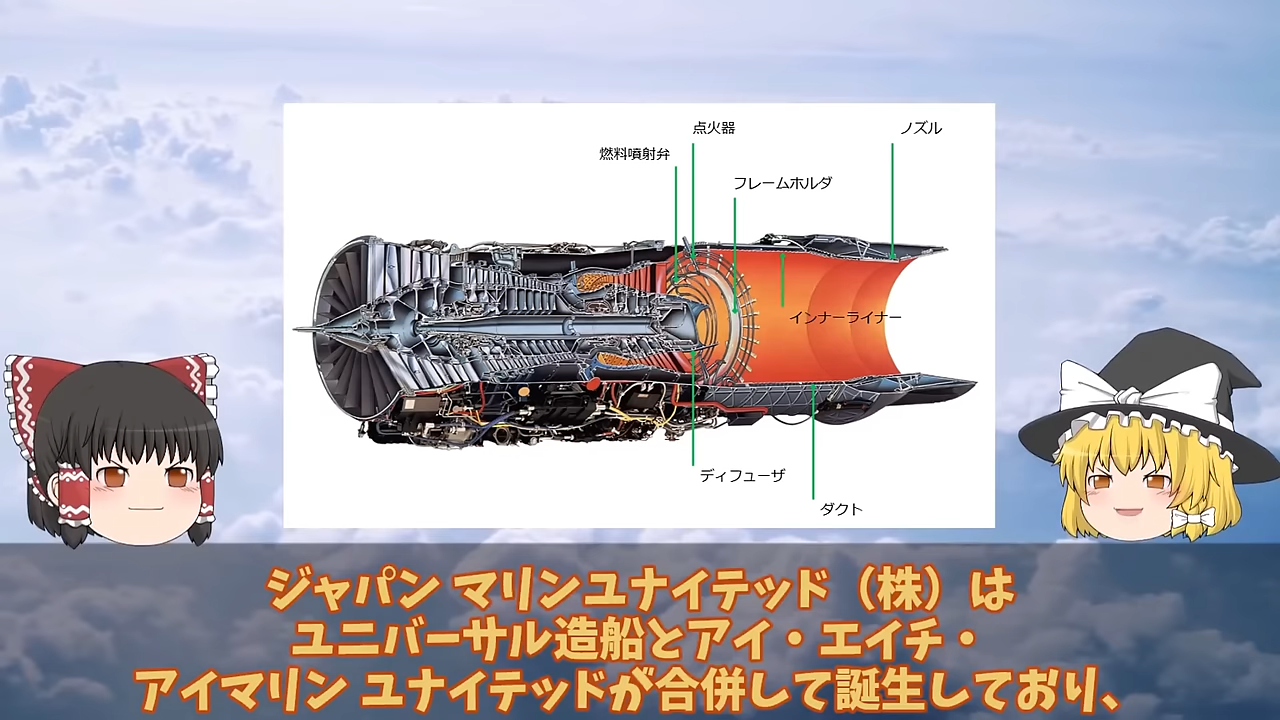 点火器
ノズル
燃料噴射弁
フレームホルダ
インナーライナー
ディフューザ
ダクト
ジャパン マリンユナイテッド（株）は
ユニバーサル造船とアイ・エイチ・
アイマリン ユナイテッドが合併して誕生しており、